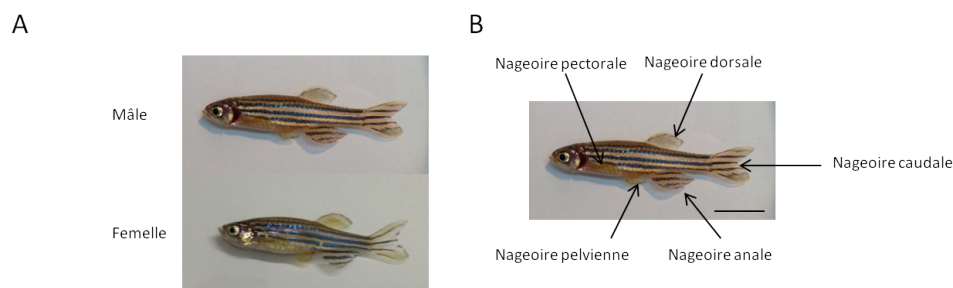 A
B
Nageoire pectorale
Nageoire dorsale
Mâle
Nageoire caudale
Femelle
Nageoire pelvienne
Nageoire anale